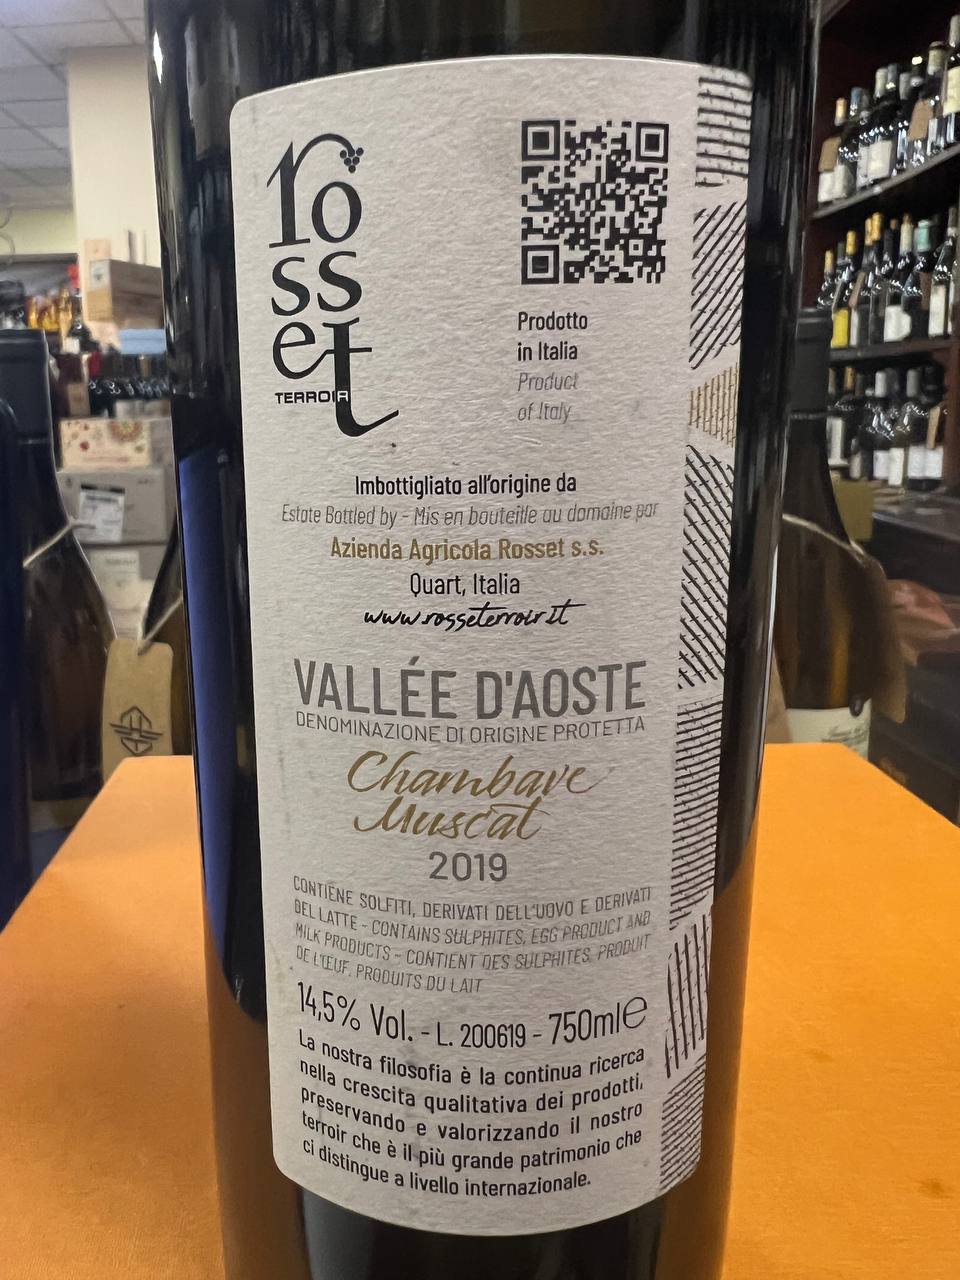 rosset
TERROIR
Prodotto
in Italia
Product
of Italy
Imbottigliato all'origine da
Estate Bottled by - Mis en bouteille au domaine par
Azienda Agricola Rosset s.s.
Quart, Italia
www.rosseterroir.it
VALLÉE D'AOSTE
DENOMINAZIONE DI ORIGINE PROTETTA
Chambave
Muscat
2019
CONTIENE SOLFITI, DERIVATI DELL'UOVO E DERIVATI
DEL LATTE - CONTAINS SULPHITES, EGG PRODUCT AND
MILK PRODUCTS - CONTIENT DES SULPHITES, PRODUIT
DE L'ŒUF, PRODUITS DU LAIT
14,5% Vol. - L. 200619 - 750ml e
La nostra filosofia è la continua ricerca
nella crescita qualitativa dei prodotti,
preservando e valorizzando il nostro
terroir che è il più grande patrimonio che
ci distingue a livello internazionale.